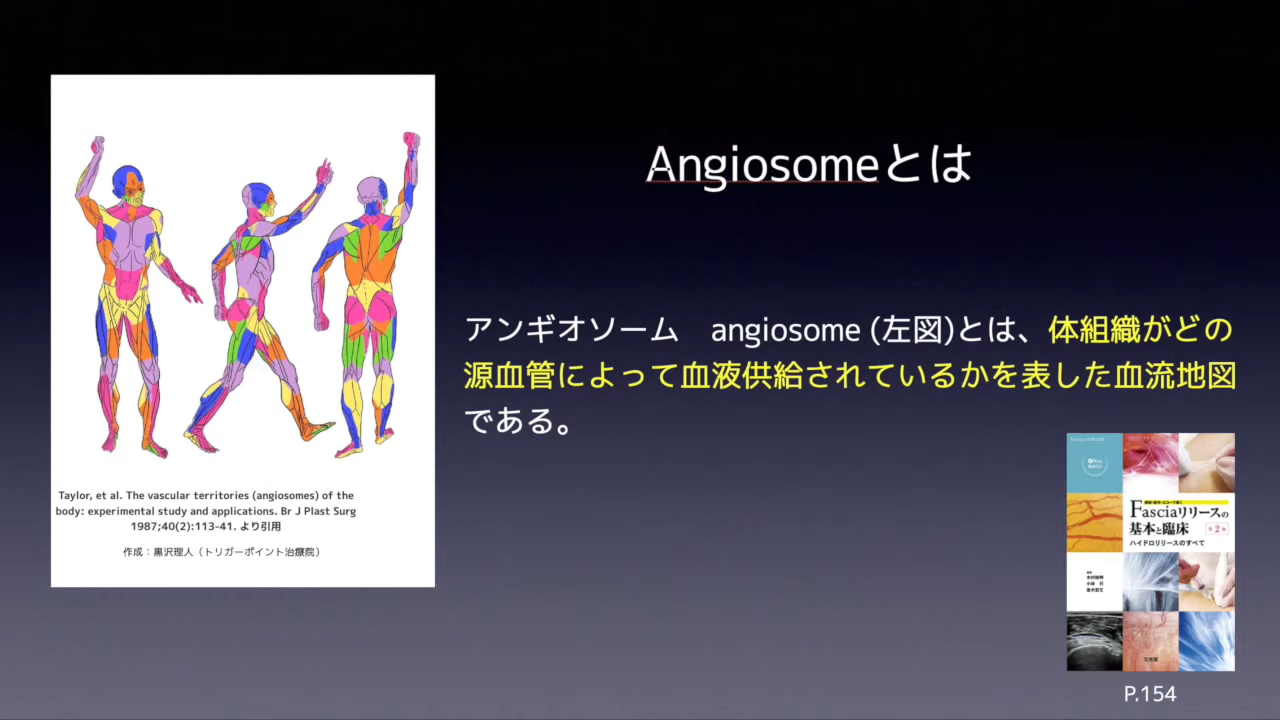 Angiosomeとは
アンギオソーム　angiosome (左図)とは、体組織がどの
源血管によって血液供給されているかを表した血流地図
である。
Taylor, et al. The vascular territories (angiosomes) of the
body: experimental study and applications. Br J Plast Surg
1987;40(2):113-41. より引用
作成：黒沢理人（トリガーポイント治療院）
Fasciaリリースの
基本と臨床
第2版
ハイドロリリースのすべて
文光堂
P.154